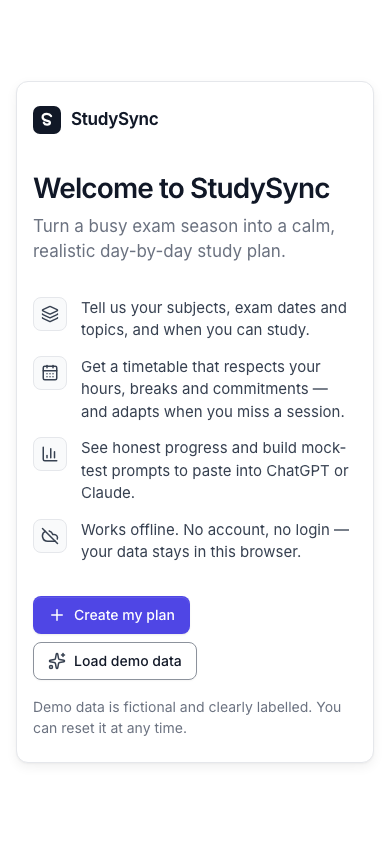 StudySync
Welcome to StudySync
Turn a busy exam season into a calm,
realistic day-by-day study plan.
Tell us your subjects, exam dates and
topics, and when you can study.
Get a timetable that respects your
hours, breaks and commitments —
and adapts when you miss a session.
See honest progress and build mock-
test prompts to paste into ChatGPT or
Claude.
Works offline. No account, no login —
your data stays in this browser.
Create my plan
Load demo data
Demo data is fictional and clearly labelled. You
can reset it at any time.